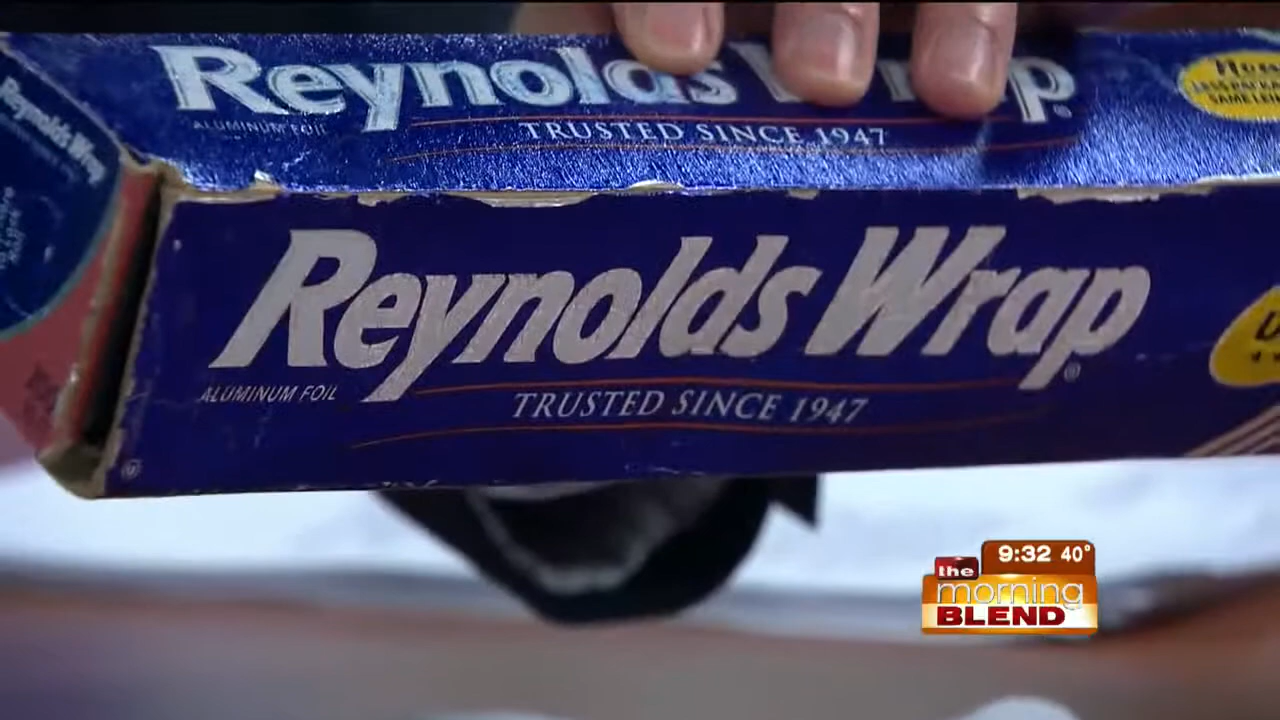 Reynolds Wrap
ALUMINUM FOIL
TRUSTED SINCE 1947
Reynolds Wrap
Reynolds Wrap®
ALUMINUM FOIL
TRUSTED SINCE 1947
9:32 40°
the
morning
BLEND